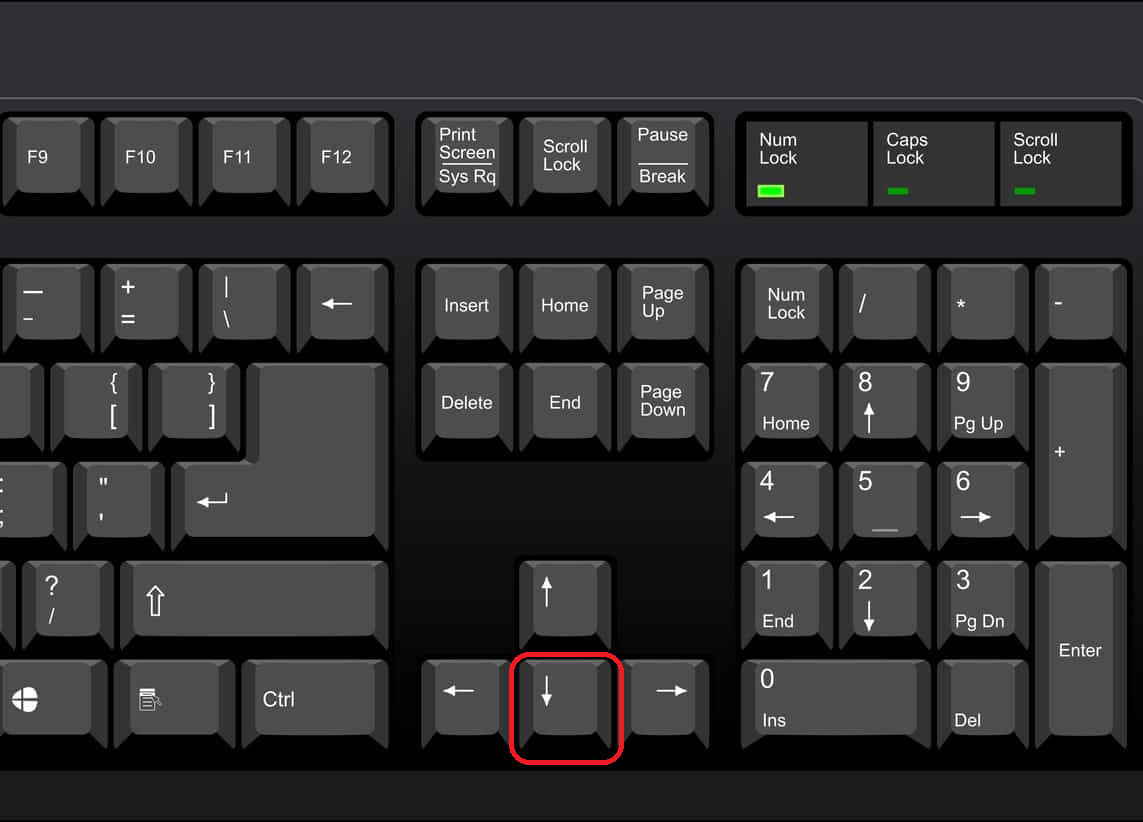 F9
F10
F11
F12
Print
Screen
Sys Rq
Scroll
Lock
Pause
Break
Num
Lock
Caps
Lock
Scroll
Lock
—
-
+
=
|
\
←
Insert
Home
Page
Up
Num
Lock
/
*
-
{
[
}
]
Delete
End
Page
Down
7
Home
8
↑
9
Pg Up
+
:
;
"
'
↵
4
←
5
_
6
→
?
/
⇧
↑
1
End
2
↓
3
Pg Dn
Enter
Ctrl
←
↓
→
0
Ins
Del